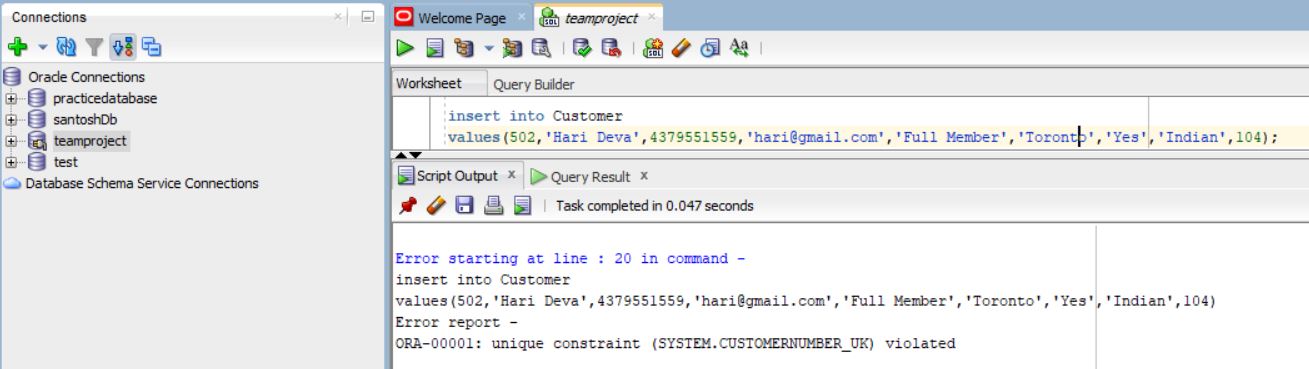 Connections
Oracle Connections
practicedatabase
santoshDb
teamproject
test
Database Schema Service Connections
Welcome Page
teamproject
SQL
SQL
Aa
Worksheet
Query Builder
insert into Customer
values(502,'Hari Deva',4379551559,'hari@gmail.com','Full Member','Toronto','Yes','Indian',104);
Script Output
Query Result
Task completed in 0.047 seconds
Error starting at line : 20 in command -
insert into Customer
values(502,'Hari Deva',4379551559,'hari@gmail.com','Full Member','Toronto','Yes','Indian',104)
Error report -
ORA-00001: unique constraint (SYSTEM.CUSTOMERNUMBER_UK) violated